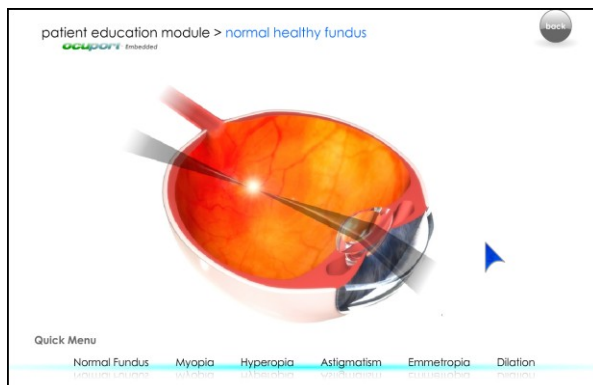 patient education module > normal healthy fundus
ocuport Embedded
back
Quick Menu
Normal Fundus Myopia Hyperopia Astigmatism Emmetropia Dilation